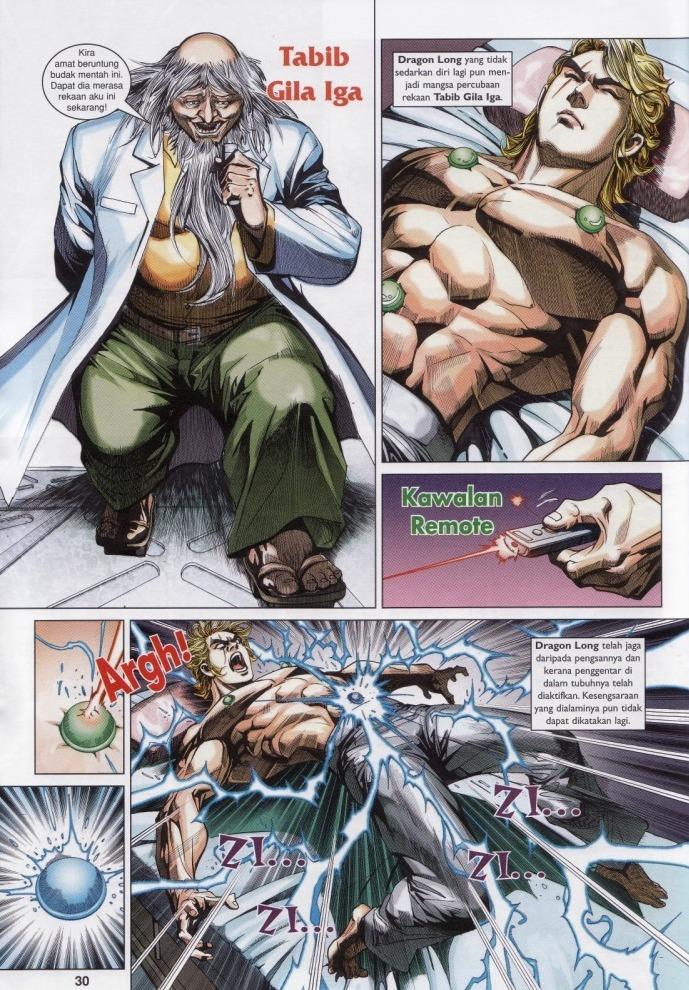 Kira
amat beruntung
budak mentah ini.
Dapat dia merasa
rekaan aku ini
sekarang!
Tabib
Gila Iga
Dragon Long yang tidak
sedarkan diri lagi pun men-
jadi mangsa percubaan
rekaan Tabib Gila Iga.
Kawalan
Remote
Argh!
Dragon Long telah jaga
daripada pengsannya dan
kerana penggentar di
dalam tubuhnya telah
diaktifkan. Kesengsaraan
yang dialaminya pun tidak
dapat dikatakan lagi.
ZI...
ZI...
ZI...
ZI...
30